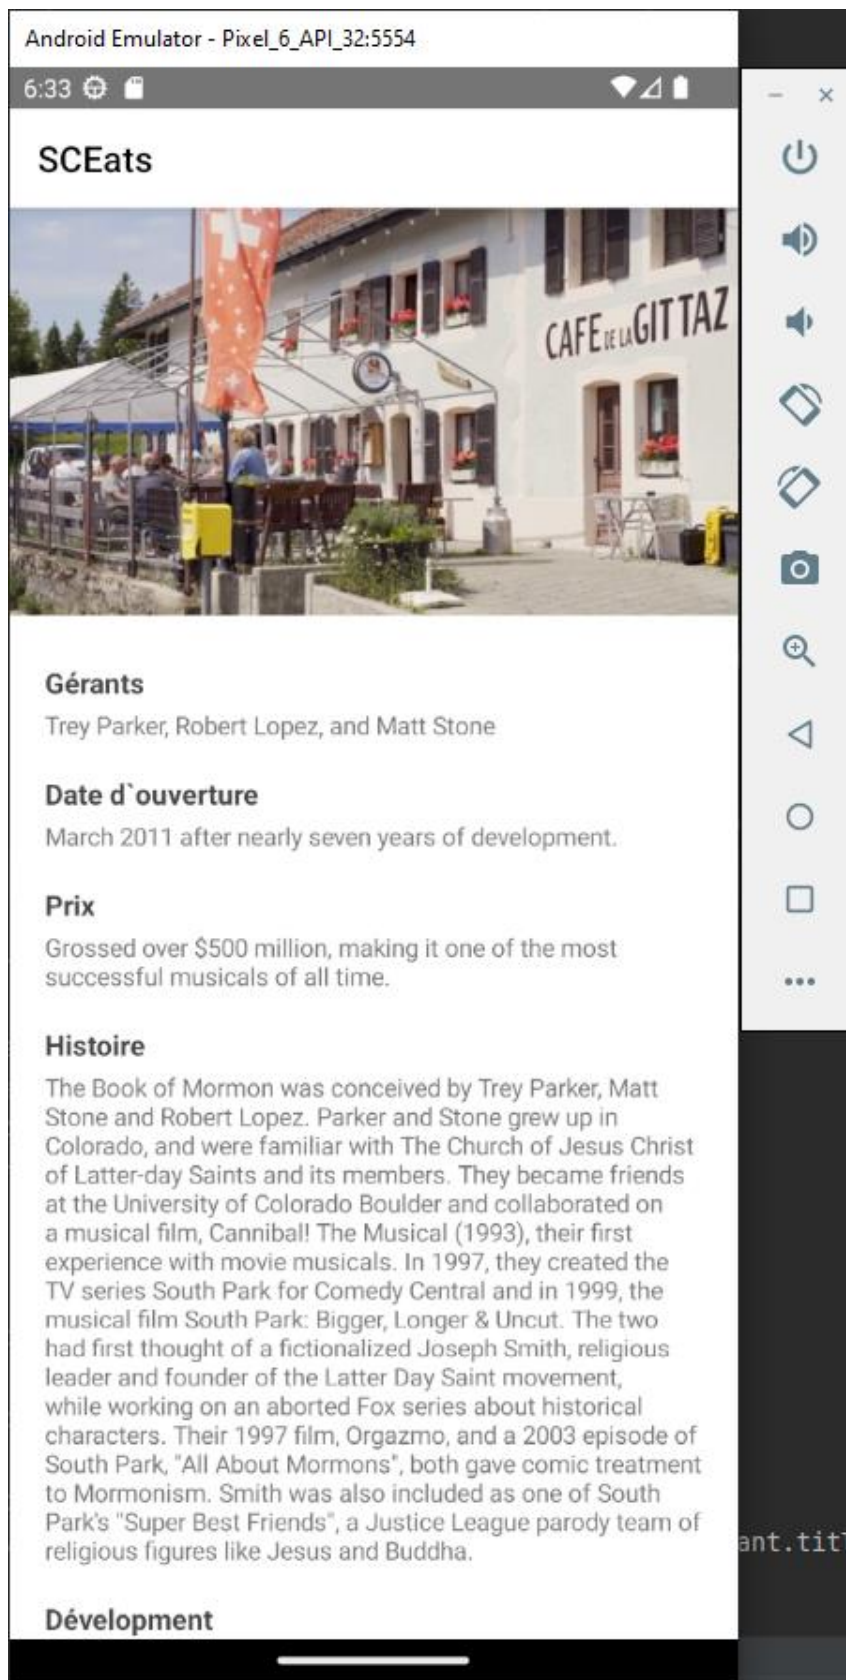 Android Emulator - Pixel_6_API_32:5554
6:33
SCEats
CAFE DE LA GITTAZ
Gérants
Trey Parker, Robert Lopez, and Matt Stone
Date d`ouverture
March 2011 after nearly seven years of development.
Prix
Grossed over $500 million, making it one of the most
successful musicals of all time.
Histoire
The Book of Mormon was conceived by Trey Parker, Matt
Stone and Robert Lopez. Parker and Stone grew up in
Colorado, and were familiar with The Church of Jesus Christ
of Latter-day Saints and its members. They became friends
at the University of Colorado Boulder and collaborated on
a musical film, Cannibal! The Musical (1993), their first
experience with movie musicals. In 1997, they created the
TV series South Park for Comedy Central and in 1999, the
musical film South Park: Bigger, Longer & Uncut. The two
had first thought of a fictionalized Joseph Smith, religious
leader and founder of the Latter Day Saint movement,
while working on an aborted Fox series about historical
characters. Their 1997 film, Orgazmo, and a 2003 episode of
South Park, "All About Mormons", both gave comic treatment
to Mormonism. Smith was also included as one of South
Park's "Super Best Friends", a Justice League parody team of
religious figures like Jesus and Buddha.
ant.tit
Dévelopment